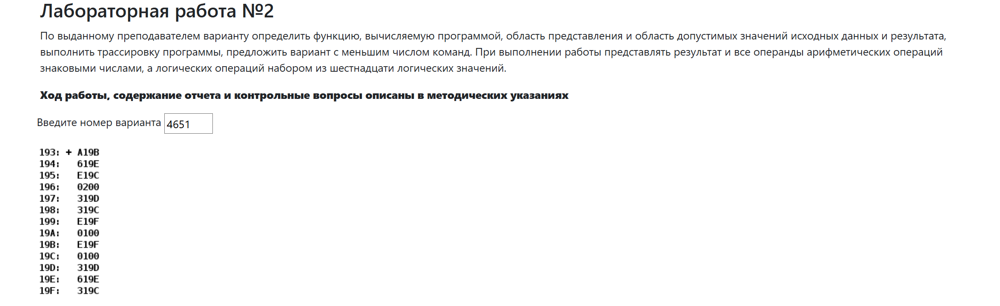 Лабораторная работа №2
По выданному преподавателем варианту определить функцию, вычисляемую программой, область представления и область допустимых значений исходных данных и результата,
выполнить трассировку программы, предложить вариант с меньшим числом команд. При выполнении работы представлять результат и все операнды арифметических операций
знаковыми числами, а логических операций набором из шестнадцати логических значений.
Ход работы, содержание отчета и контрольные вопросы описаны в методических указаниях
Введите номер варианта 4651
193: + A19B
194: 619E
195: E19C
196: 0200
197: 319D
198: 319C
199: E19F
19A: 0100
19B: E19F
19C: 0100
19D: 319D
19E: 619E
19F: 319C